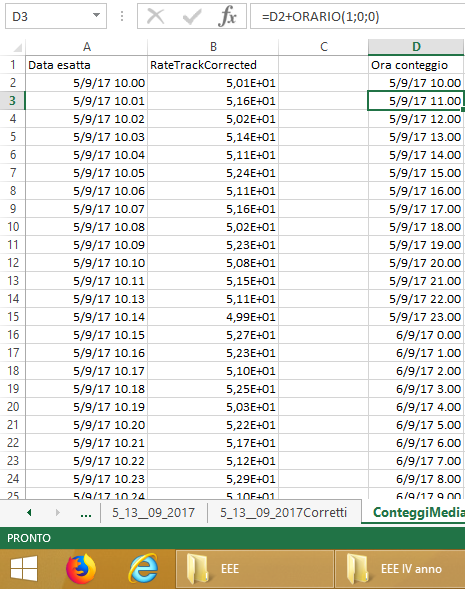 D3 =D2+ORARIO(1;0;0)
A B C D
1 Data esatta RateTrackCorrected Ora conteggio
2 5/9/17 10.00 5,01E+01 5/9/17 10.00
3 5/9/17 10.01 5,16E+01 5/9/17 11.00
4 5/9/17 10.02 5,02E+01 5/9/17 12.00
5 5/9/17 10.03 5,14E+01 5/9/17 13.00
6 5/9/17 10.04 5,11E+01 5/9/17 14.00
7 5/9/17 10.05 5,24E+01 5/9/17 15.00
8 5/9/17 10.06 5,11E+01 5/9/17 16.00
9 5/9/17 10.07 5,16E+01 5/9/17 17.00
10 5/9/17 10.08 5,02E+01 5/9/17 18.00
11 5/9/17 10.09 5,23E+01 5/9/17 19.00
12 5/9/17 10.10 5,08E+01 5/9/17 20.00
13 5/9/17 10.11 5,15E+01 5/9/17 21.00
14 5/9/17 10.13 5,11E+01 5/9/17 22.00
15 5/9/17 10.14 4,99E+01 5/9/17 23.00
16 5/9/17 10.15 5,27E+01 6/9/17 0.00
17 5/9/17 10.16 5,23E+01 6/9/17 1.00
18 5/9/17 10.17 5,10E+01 6/9/17 2.00
19 5/9/17 10.18 5,25E+01 6/9/17 3.00
20 5/9/17 10.19 5,03E+01 6/9/17 4.00
21 5/9/17 10.20 5,22E+01 6/9/17 5.00
22 5/9/17 10.21 5,17E+01 6/9/17 6.00
23 5/9/17 10.22 5,12E+01 6/9/17 7.00
24 5/9/17 10.23 5,29E+01 6/9/17 8.00
25 5/9/17 10.24 5,10E+01 6/9/17 9.00
... 5_13__09_2017 5_13__09_2017Corretti ConteggiMedia
PRONTO
EEE EEE IV anno